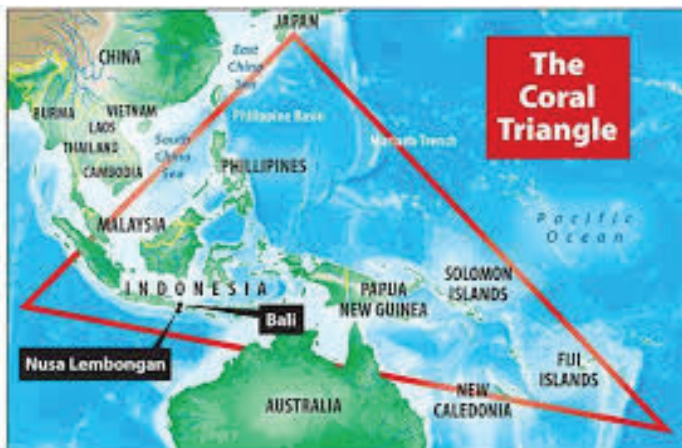 JAPAN
The
Coral
Triangle
CHINA
East
China
Sea
BURMA
VIETNAM
LAOS
THAILAND
CAMBODIA
South
China
Sea
Philippine Basin
Mariana Trench
PHILLIPINES
MALAYSIA
Pacific
Ocean
INDONESIA
PAPUA
NEW GUINEA
SOLOMON
ISLANDS
Bali
Nusa Lembongan
FIJI
ISLANDS
NEW
CALEDONIA
AUSTRALIA